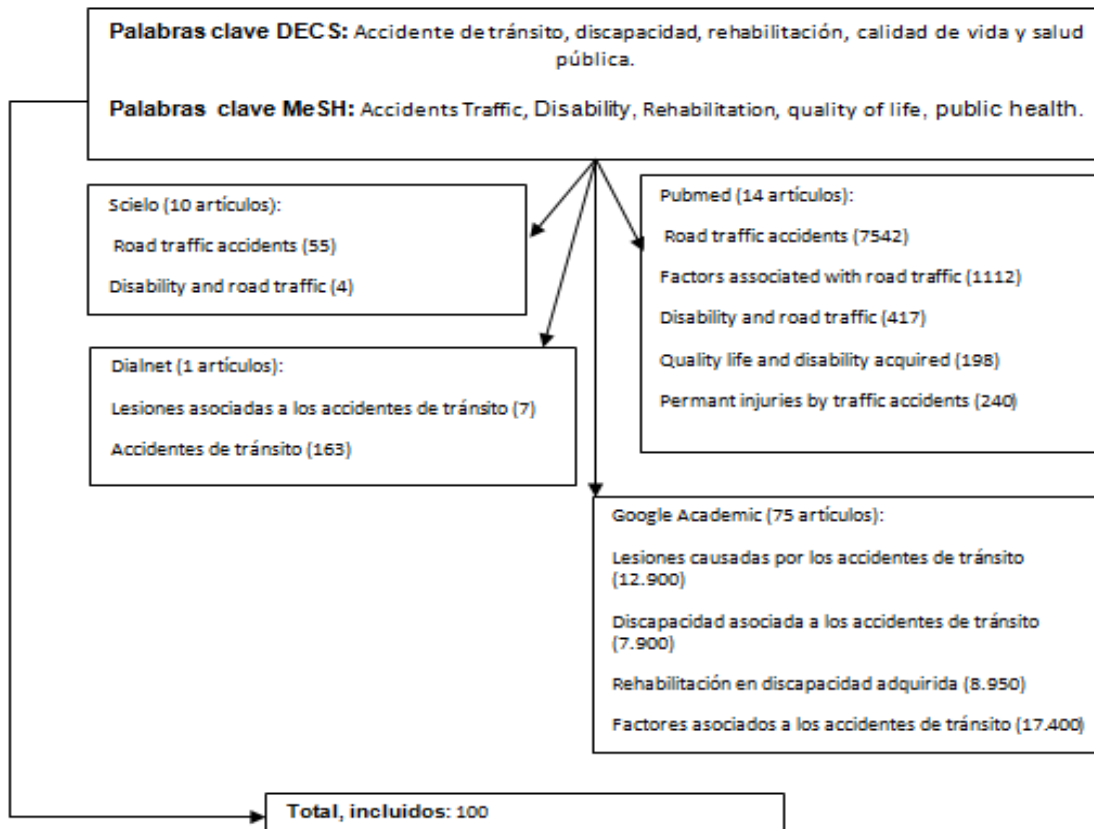 Palabras clave DECS: Accidente de tránsito, discapacidad, rehabilitación, calidad de vida y salud
pública.
Palabras clave MeSH: Accidents Traffic, Disability, Rehabilitation, quality of life, public health.
Scielo (10 artículos):
Road traffic accidents (55)
Disability and road traffic (4)
Pubmed (14 artículos):
Road traffic accidents (7542)
Factors associated with road traffic (1112)
Disability and road traffic (417)
Quality life and disability acquired (198)
Permant injuries by traffic accidents (240)
Dialnet (1 artículos):
Lesiones asociadas a los accidentes de tránsito (7)
Accidentes de tránsito (163)
Google Academic (75 artículos):
Lesiones causadas por los accidentes de tránsito
(12.900)
Discapacidad asociada a los accidentes de tránsito
(7.900)
Rehabilitación en discapacidad adquirida (8.950)
Factores asociados a los accidentes de tránsito (17.400)
Total, incluidos: 100